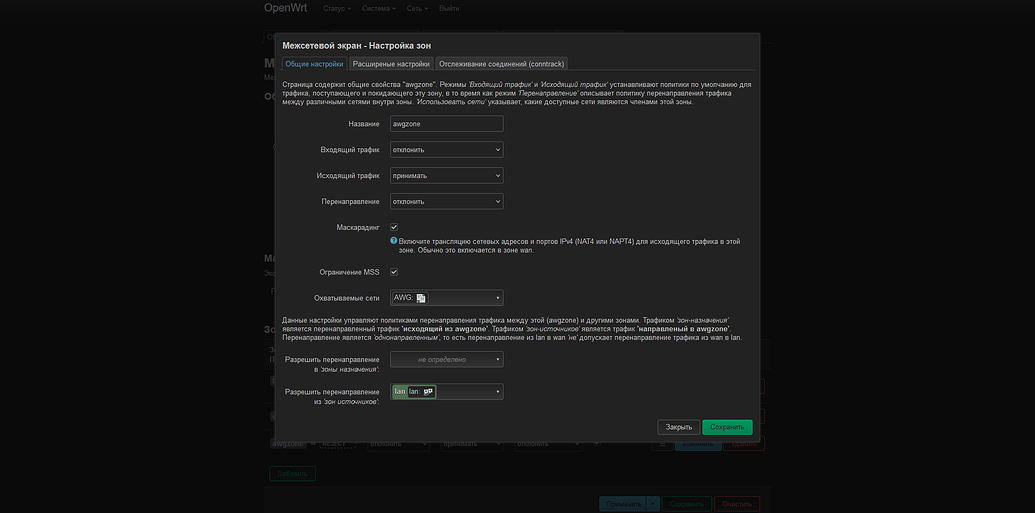 OpenWrt Статус Система Сеть Выйти
Межсетевой экран - Настройка зон
Общие настройки Расширеные настройки Отслеживание соединений (conntrack)
Страница содержит общие свойства "awgzone". Режимы 'Входящий трафик' и 'Исходящий трафик' устанавливают политики по умолчанию для
трафика, поступающего и покидающего эту зону, в то время как режим 'Перенаправление' описывает политику перенаправления трафика
между различными сетями внутри зоны. 'Использовать сети' указывает, какие доступные сети являются членами этой зоны.
Название awgzone
Входящий трафик отклонить
Исходящий трафик принимать
Перенаправление отклонить
Маскарадинг
Включите трансляцию сетевых адресов и портов IPv4 (NAT4 или NAPT4) для исходящего трафика в этой
зоне. Обычно это включается в зоне wan.
Ограничение MSS
Охватываемые сети AWG:
Данные настройки управляют политиками перенаправления трафика между этой (awgzone) и другими зонами. Трафиком 'зон-назначения'
является перенаправленный трафик 'исходящий из awgzone'. Трафиком 'зон-источников' является трафик 'направленый в awgzone'.
Перенаправление является 'однонаправленным', то есть перенаправление из lan в wan 'не' допускает перенаправление трафика из wan в lan.
Разрешить перенаправление
в 'зоны назначения': не определено
Разрешить перенаправление
из 'зон источников': lan lan:
Закрыть Сохранить
awgzone REJECT отклонить принимать отклонить
Добавить
Применить Сохранить Очистить